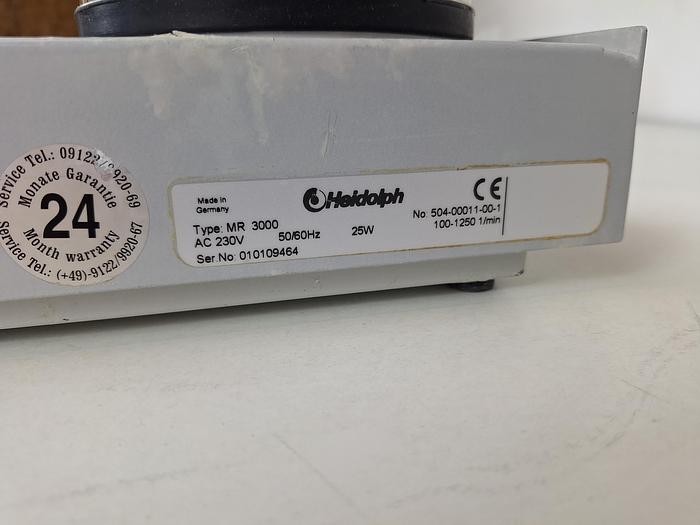 Service Tel.: 09122/9920-69
Monate Garantie
24
Month warranty
Service Tel.: (+49)-9122/9920-67
Made in
Germany
Heidolph
CE
Type: MR 3000
No: 504-00011-00-1
AC 230V 50/60Hz 25W 100-1250 1/min
Ser.No: 010109464